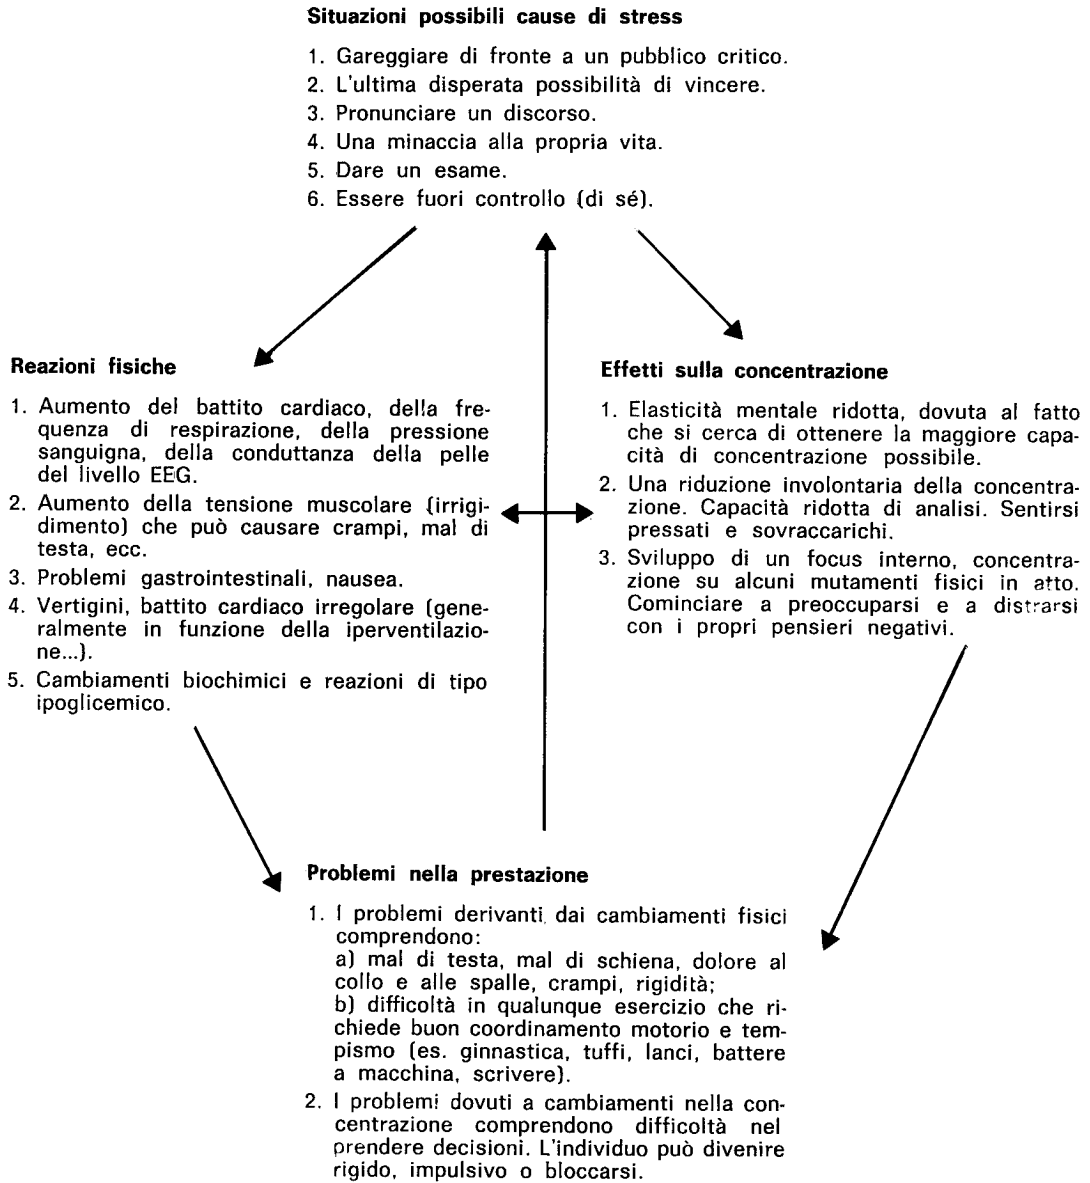 Situazioni possibili cause di stress
1. Gareggiare di fronte a un pubblico critico.
2. L'ultima disperata possibilità di vincere.
3. Pronunciare un discorso.
4. Una minaccia alla propria vita.
5. Dare un esame.
6. Essere fuori controllo (di sé).
Reazioni fisiche
1. Aumento del battito cardiaco, della fre-
quenza di respirazione, della pressione
sanguigna, della conduttanza della pelle
del livello EEG.
2. Aumento della tensione muscolare (irrigi-
dimento) che può causare crampi, mal di
testa, ecc.
3. Problemi gastrointestinali, nausea.
4. Vertigini, battito cardiaco irregolare (gene-
ralmente in funzione della iperventilazio-
ne...).
5. Cambiamenti biochimici e reazioni di tipo
ipoglicemico.
Effetti sulla concentrazione
1. Elasticità mentale ridotta, dovuta al fatto
che si cerca di ottenere la maggiore capa-
cità di concentrazione possibile.
2. Una riduzione involontaria della concentra-
zione. Capacità ridotta di analisi. Sentirsi
pressati e sovraccarichi.
3. Sviluppo di un focus interno, concentra-
zione su alcuni mutamenti fisici in atto.
Cominciare a preoccuparsi e a distrarsi
con i propri pensieri negativi.
Problemi nella prestazione
1. I problemi derivanti dai cambiamenti fisici
comprendono:
a) mal di testa, mal di schiena, dolore al
collo e alle spalle, crampi, rigidità;
b) difficoltà in qualunque esercizio che ri-
chiede buon coordinamento motorio e tem-
pismo (es. ginnastica, tuffi, lanci, battere
a macchina, scrivere).
2. I problemi dovuti a cambiamenti nella con-
centrazione comprendono difficoltà nel
prendere decisioni. L'individuo può divenire
rigido, impulsivo o bloccarsi.